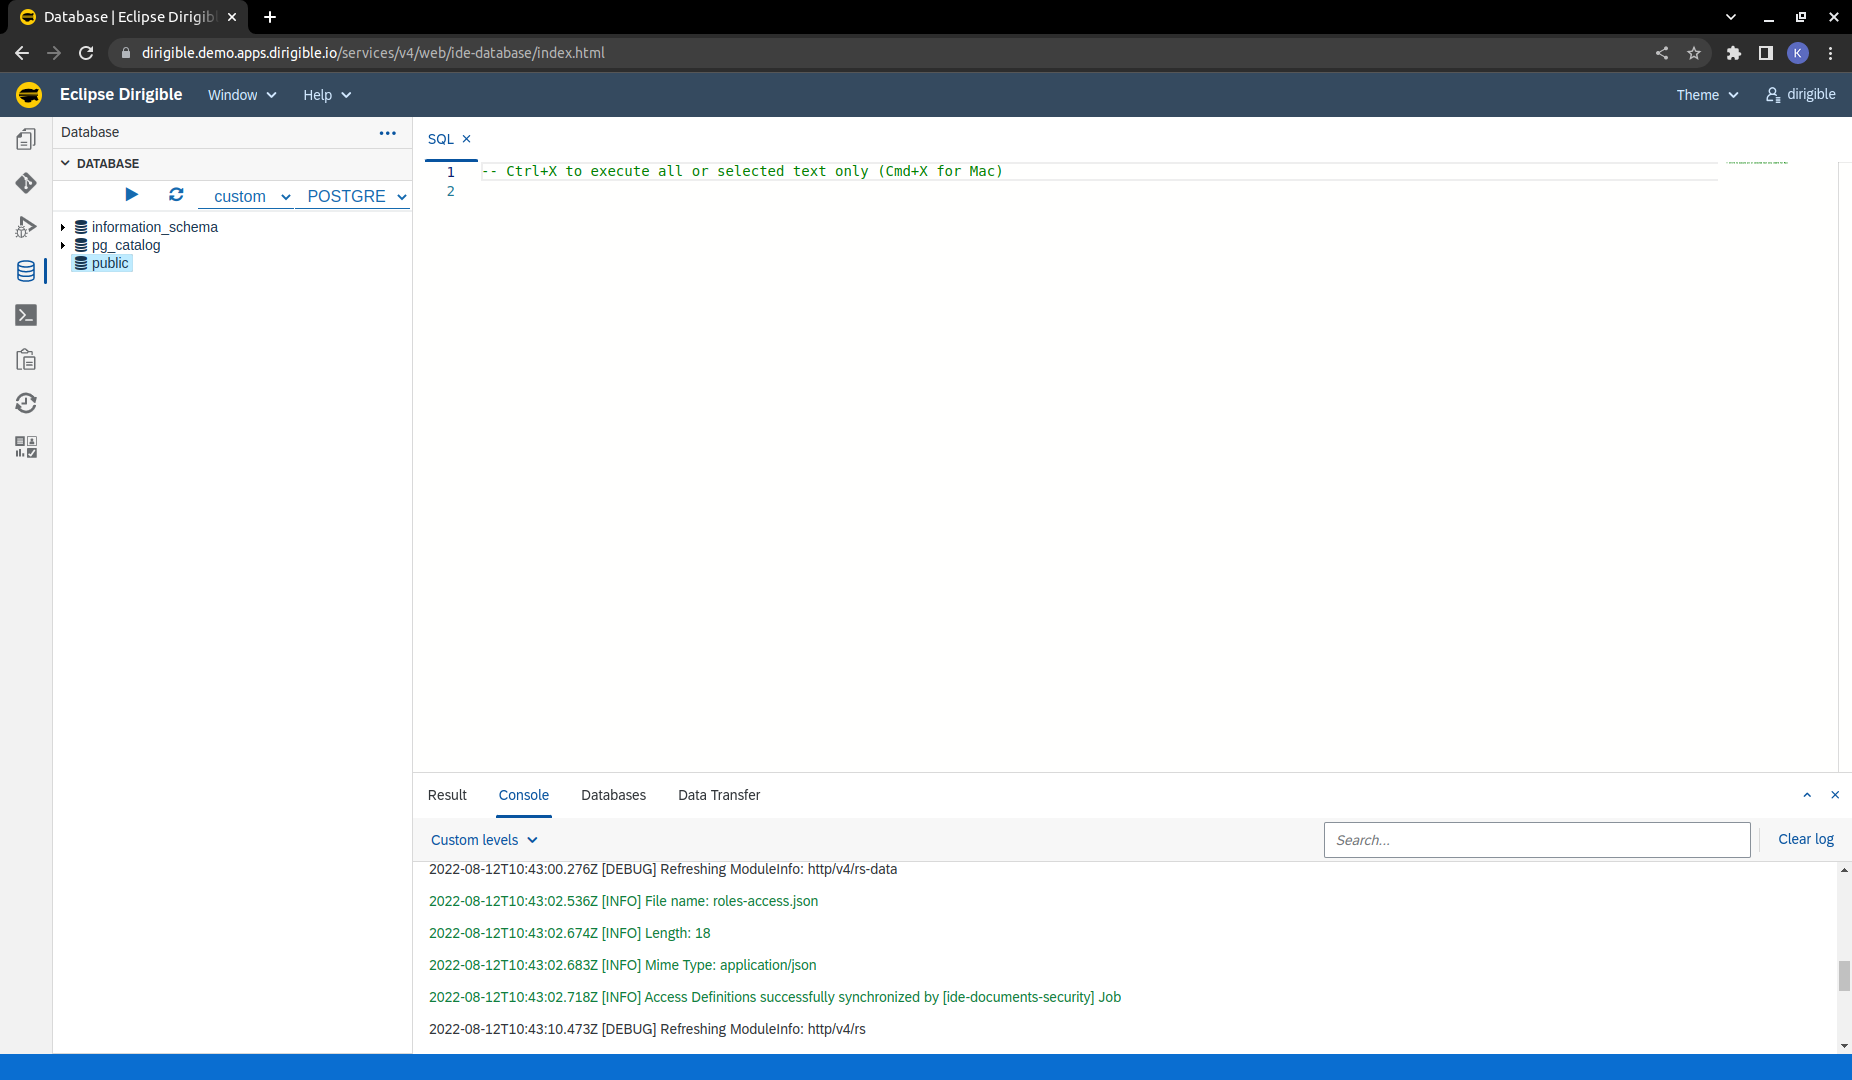 Database | Eclipse Dirigib
dirigible.demo.apps.dirigible.io/services/v4/web/ide-database/index.html
K
Eclipse Dirigible
Window
Help
Theme
dirigible
Database
DATABASE
custom
POSTGRE
information_schema
pg_catalog
public
SQL
1 -- Ctrl+X to execute all or selected text only (Cmd+X for Mac)
2
Result
Console
Databases
Data Transfer
Custom levels
Search...
Clear log
2022-08-12T10:43:00.276Z [DEBUG] Refreshing ModuleInfo: http/v4/rs-data
2022-08-12T10:43:02.536Z [INFO] File name: roles-access.json
2022-08-12T10:43:02.674Z [INFO] Length: 18
2022-08-12T10:43:02.683Z [INFO] Mime Type: application/json
2022-08-12T10:43:02.718Z [INFO] Access Definitions successfully synchronized by [ide-documents-security] Job
2022-08-12T10:43:10.473Z [DEBUG] Refreshing ModuleInfo: http/v4/rs